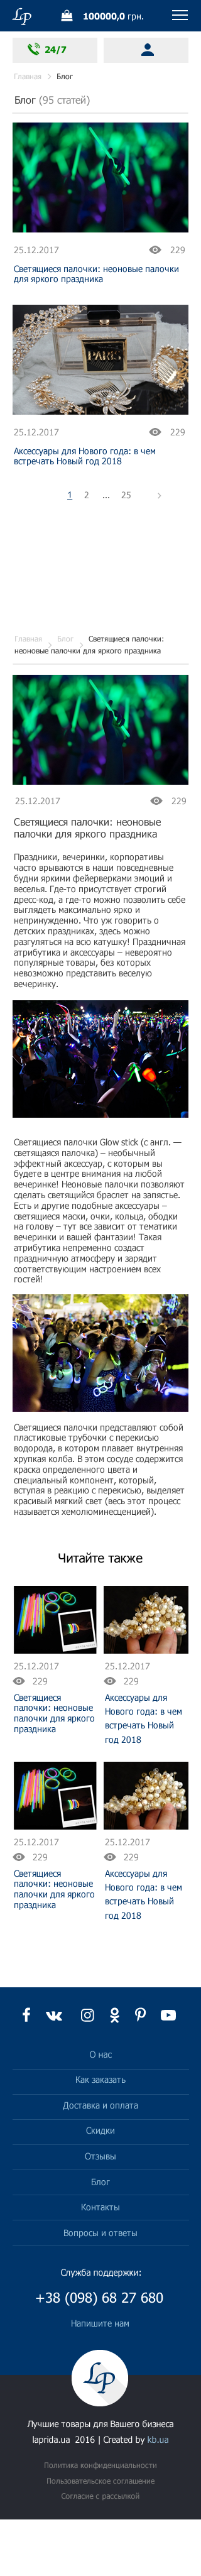 Lp 100000,0 грн.
24/7
Главная > Блог
Блог (95 статей)
25.12.2017 229
Светящиеся палочки: неоновые палочки
для яркого праздника
PARI
25.12.2017 229
Аксессуары для Нового года: в чем
встречать Новый год 2018
1 2 ... 25 >
Главная > Блог > Светящиеся палочки:
неоновые палочки для яркого праздника
25.12.2017 229
Светящиеся палочки: неоновые
палочки для яркого праздника
Праздники, вечеринки, корпоративы
часто врываются в наши повседневные
будни яркими фейерверками эмоций и
веселья. Где-то присутствует строгий
дресс-код, а где-то можно позволить себе
выглядеть максимально ярко и
непринужденно. Что уж говорить о
детских праздниках, здесь можно
разгуляться на всю катушку! Праздничная
атрибутика и аксессуары – невероятно
популярные товары, без которых
невозможно представить веселую
вечеринку.
Светящиеся палочки Glow stick (с англ. —
светящаяся палочка) – необычный
эффектный аксессуар, с которым вы
будете в центре внимания на любой
вечеринке! Неоновые палочки позволяют
сделать светящийся браслет на запястье.
Есть и другие подобные аксессуары –
светящиеся маски, очки, кольца, ободки
на голову – тут все зависит от тематики
вечеринки и вашей фантазии! Такая
атрибутика непременно создаст
праздничную атмосферу и зарядит
соответствующим настроением всех
гостей!
Светящиеся палочки представляют собой
пластиковые трубочки с перекисью
водорода, в котором плавает внутренняя
хрупкая колба. В этом сосуде содержится
краска определенного цвета и
специальный компонент, который,
вступая в реакцию с перекисью, выделяет
красивый мягкий свет (весь этот процесс
называется хемолюминесценцией).
Читайте также
25.12.2017 25.12.2017
229 229
Светящиеся
палочки: неоновые
палочки для яркого
праздника
Аксессуары для
Нового года: в чем
встречать Новый
год 2018
25.12.2017 25.12.2017
229 229
Светящиеся
палочки: неоновые
палочки для яркого
праздника
Аксессуары для
Нового года: в чем
встречать Новый
год 2018
О нас
Как заказать
Доставка и оплата
Скидки
Отзывы
Блог
Контакты
Вопросы и ответы
Служба поддержки:
+38 (098) 68 27 680
Напишите нам
Lp
Лучшие товары для Вашего бизнеса
laprida.ua 2016 | Created by kb.ua
Политика конфиденциальности
Пользовательское соглашение
Согласие с рассылкой